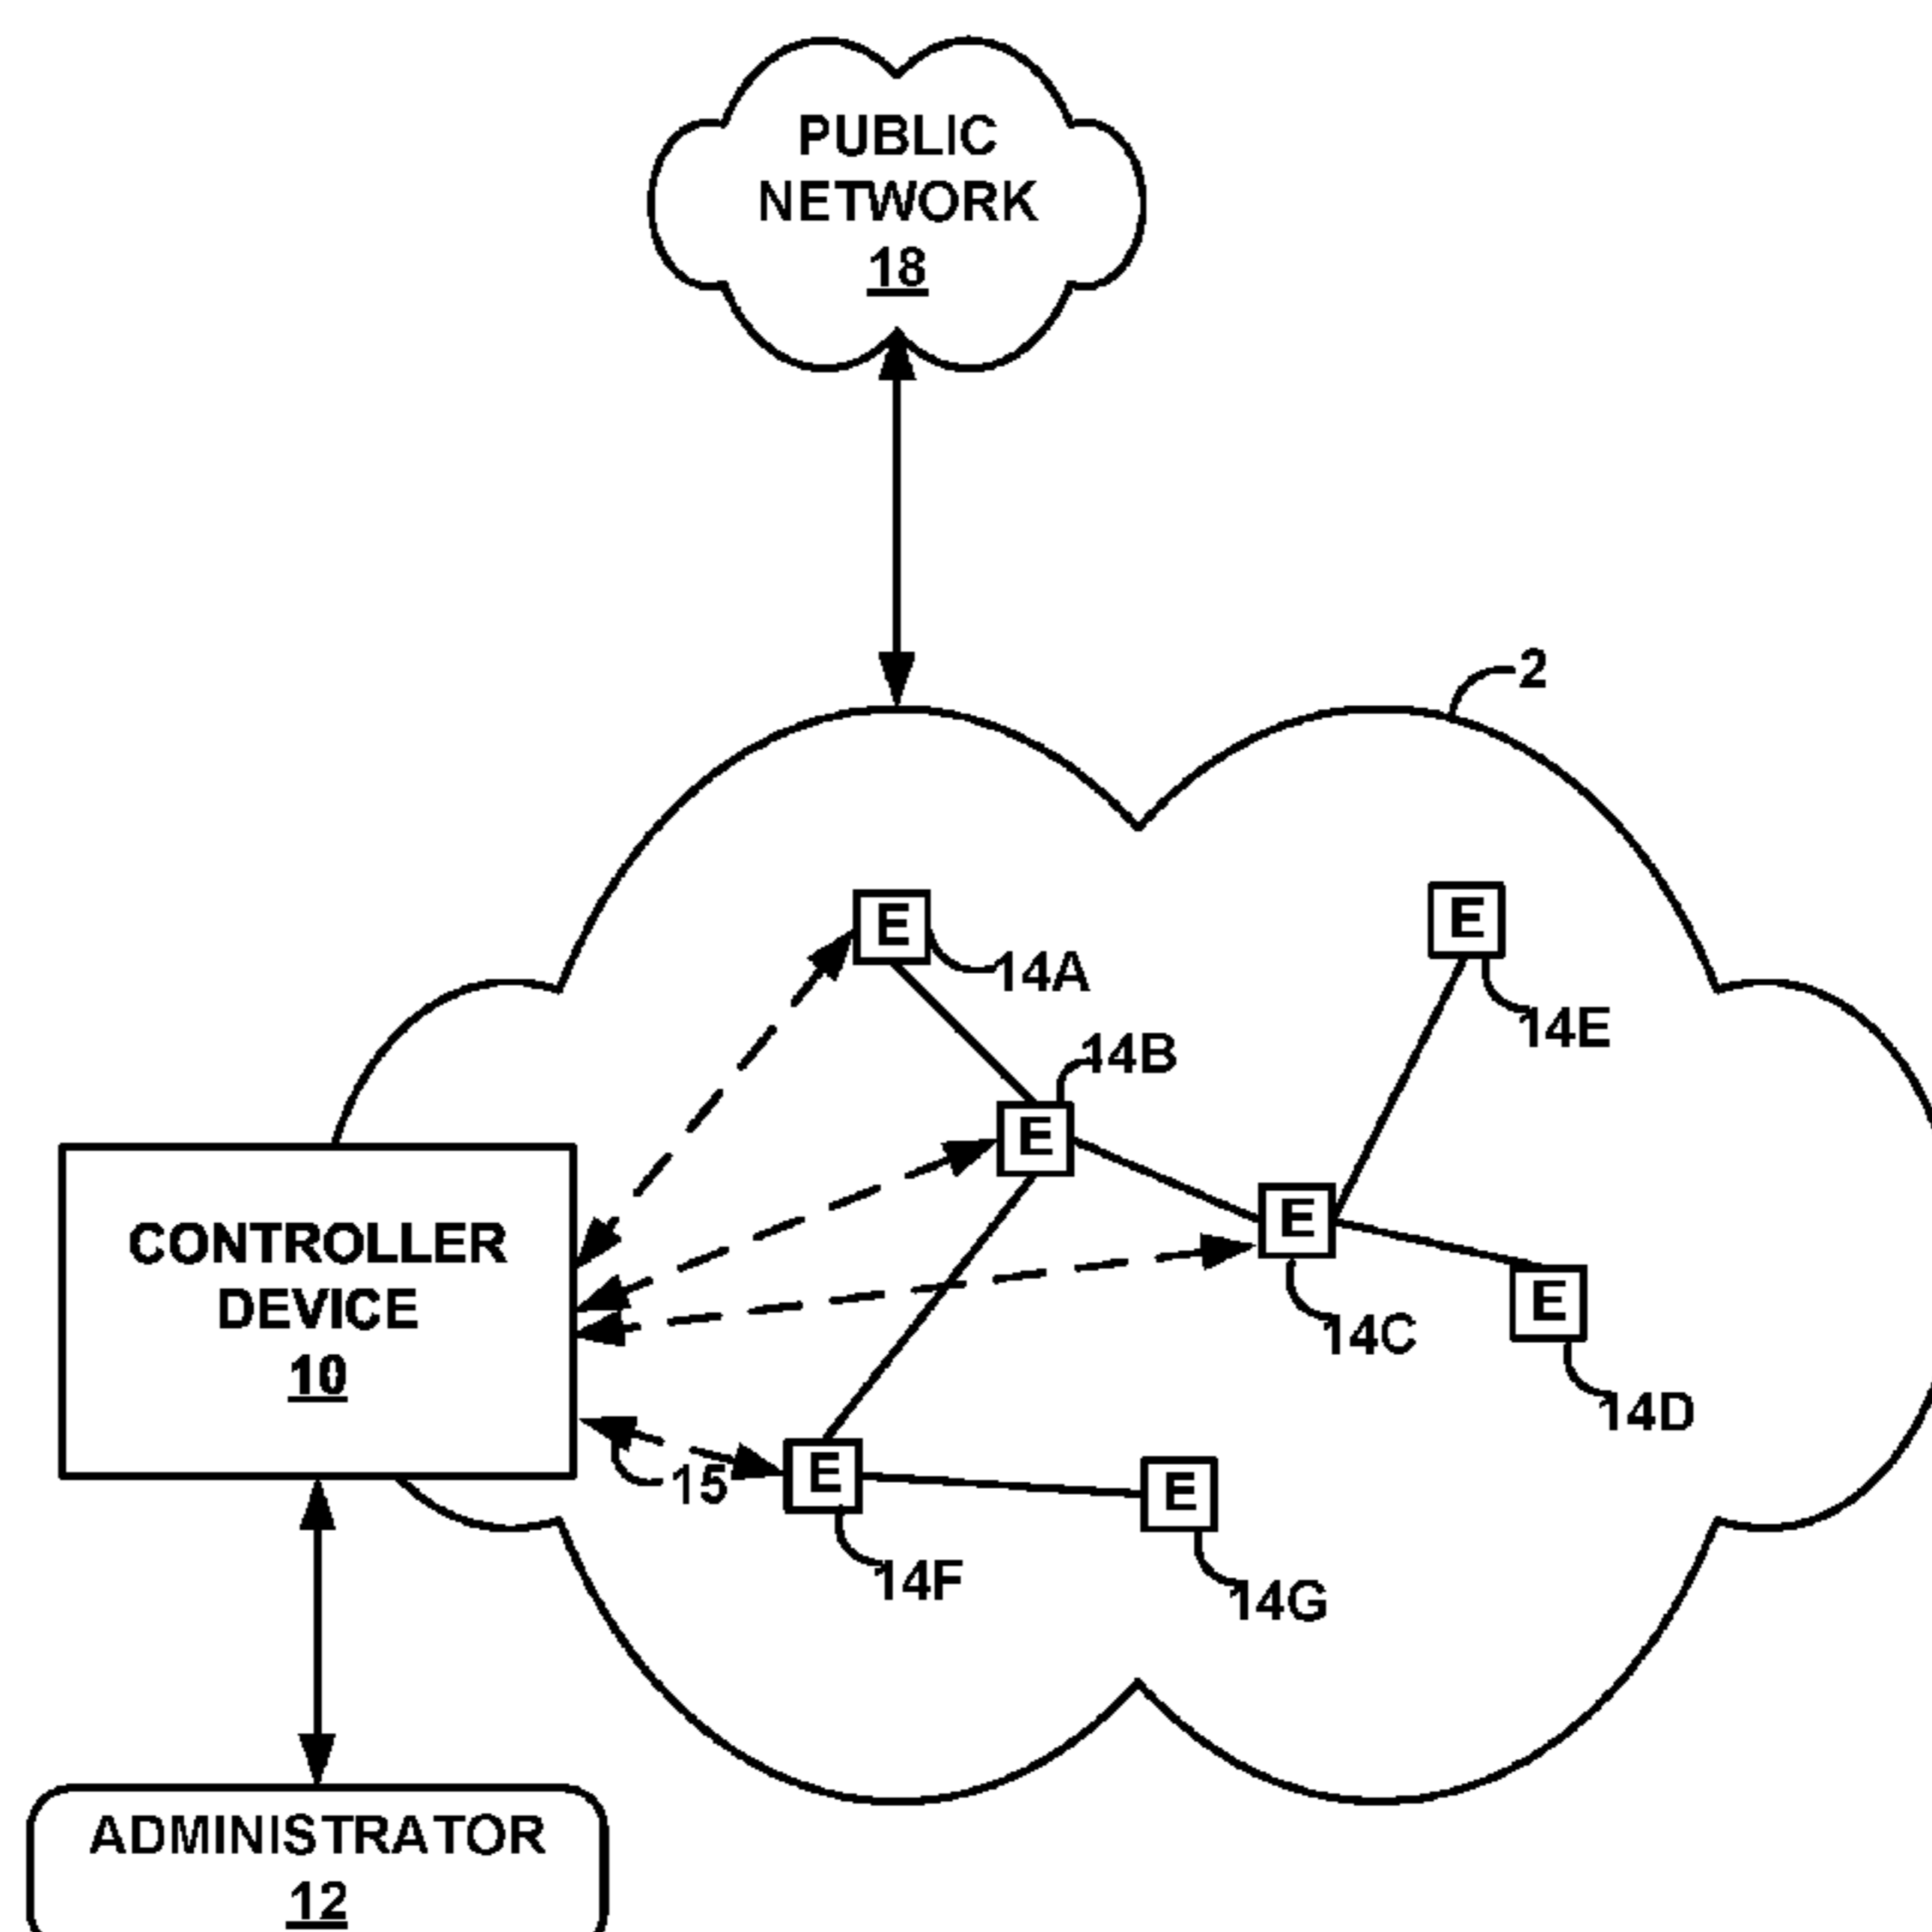 PUBLIC
NETWORK
18
2
E
14A
E
14E
14B
E
E
14C
E
14D
CONTROLLER
DEVICE
10
15
E
14F
E
14G
ADMINISTRATOR
12